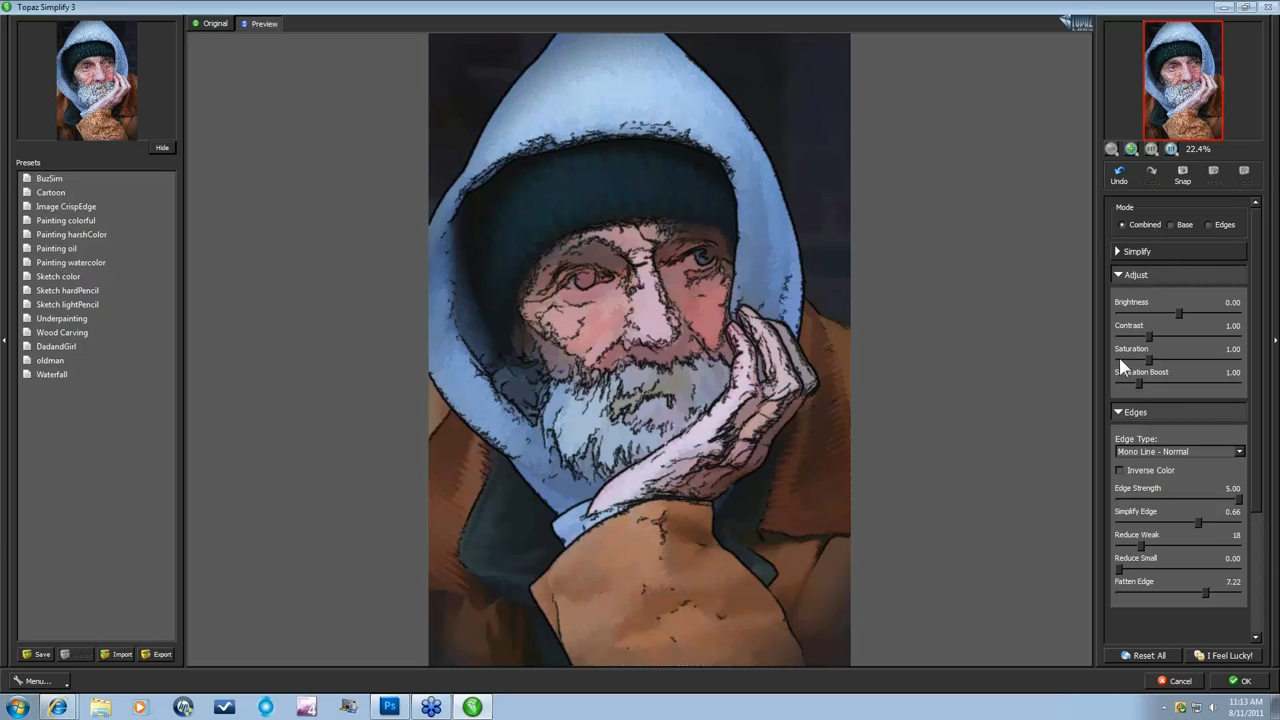 Topaz Simplify 3
Original
Preview
TOPAZ
LABS
Hide
22.4%
Presets
Undo
Snap
BuzSim
Cartoon
Image CrispEdge
Painting colorful
Painting harshColor
Painting oil
Painting watercolor
Sketch color
Sketch hardPencil
Sketch lightPencil
Underpainting
Wood Carving
DadandGirl
oldman
Waterfall
Mode
Combined Base Edges
Simplify
Adjust
Brightness 0.00
Contrast 1.00
Saturation 1.00
Boost 1.00
Edges
Edge Type:
Mono Line - Normal
Inverse Color
Edge Strength 5.00
Simplify Edge 0.66
Reduce Weak 18
Reduce Small 0.00
Fatten Edge 7.22
Save Import Export
Reset All I Feel Lucky!
Menu... Cancel OK
Ps
4
hp
11:13 AM
8/11/2011